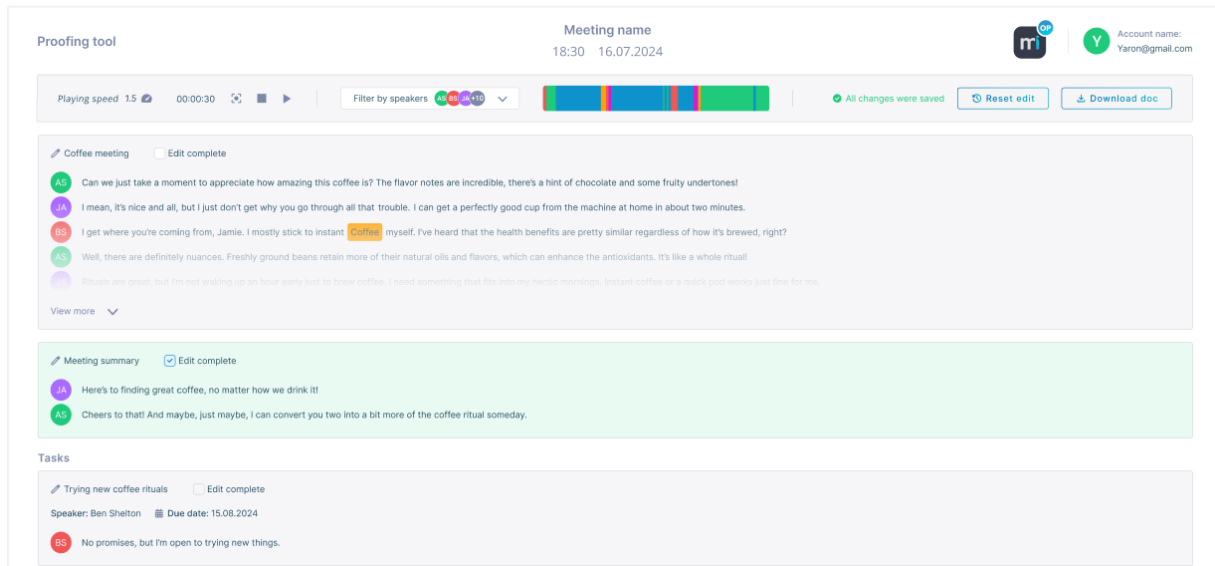 Proofing tool
Meeting name
18:30 16.07.2024
mi
OP
Y
Account name:
Yaron@gmail.com
Playing speed 1.5
00:00:30
Filter by speakers AS BS JA +10
All changes were saved
Reset edit
Download doc
Coffee meeting Edit complete
AS Can we just take a moment to appreciate how amazing this coffee is? The flavor notes are incredible, there's a hint of chocolate and some fruity undertones!
JA I mean, it's nice and all, but I just don't get why you go through all that trouble. I can get a perfectly good cup from the machine at home in about two minutes.
BS I get where you're coming from, Jamie. I mostly stick to instant Coffee myself. I've heard that the health benefits are pretty similar regardless of how it's brewed, right?
AS Well, there are definitely nuances. Freshly ground beans retain more of their natural oils and flavors, which can enhance the antioxidants. It's like a whole ritual!
Rituals are great, but I'm not waking up an hour early just to brew coffee. I need something that fits into my hectic mornings. Instant coffee or a quick pod works just fine for me.
View more
Meeting summary Edit complete
JA Here's to finding great coffee, no matter how we drink it!
AS Cheers to that! And maybe, just maybe, I can convert you two into a bit more of the coffee ritual someday.
Tasks
Trying new coffee rituals Edit complete
Speaker: Ben Shelton Due date: 15.08.2024
BS No promises, but I'm open to trying new things.